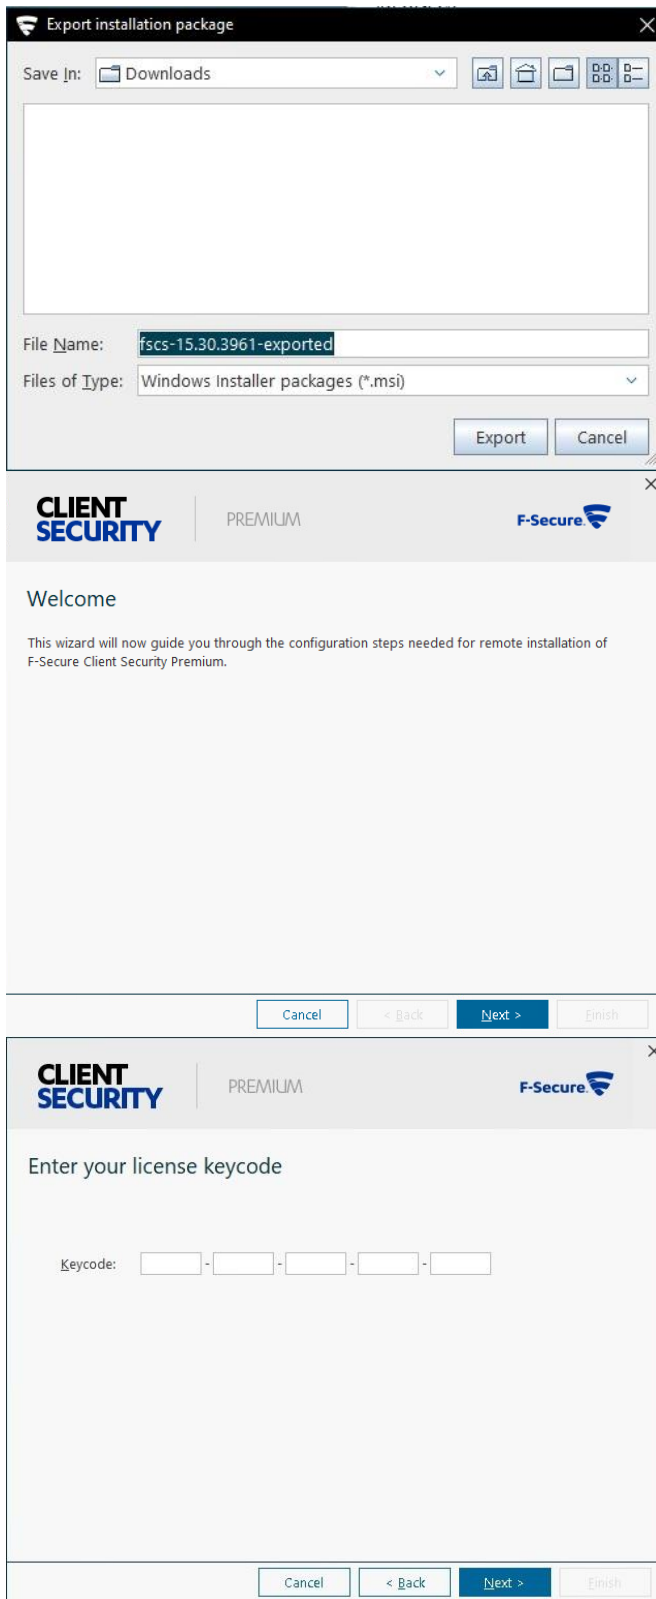 Export installation package
Save In: Downloads
File Name: fscs-15.30.3961-exported
Files of Type: Windows Installer packages (*.msi)
Export Cancel
CLIENT
SECURITY
PREMIUM
F-Secure.
Welcome
This wizard will now guide you through the configuration steps needed for remote installation of
F-Secure Client Security Premium.
Cancel < Back Next > Finish
CLIENT
SECURITY
PREMIUM
F-Secure.
Enter your license keycode
Keycode: - - - -
Cancel < Back Next > Finish